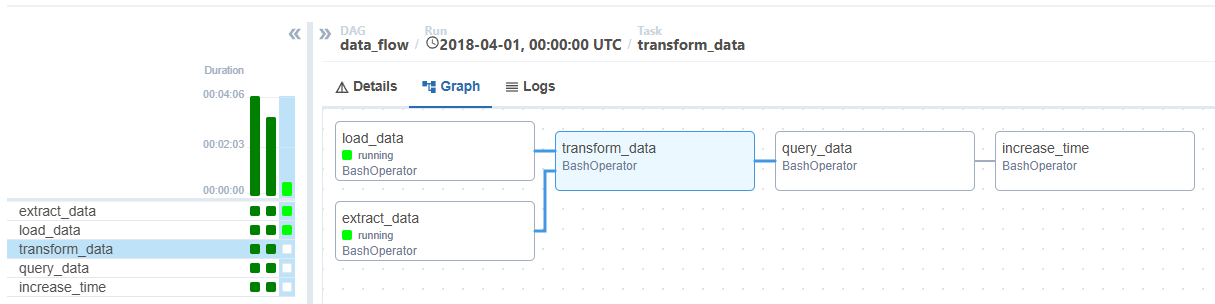 DAG Run Task
data_flow / 2018-04-01, 00:00:00 UTC / transform_data
Duration
00:04:06
00:02:03
00:00:00
extract_data
load_data
transform_data
query_data
increase_time
Details Graph Logs
load_data
running
BashOperator
extract_data
running
BashOperator
transform_data
BashOperator
query_data
BashOperator
increase_time
BashOperator